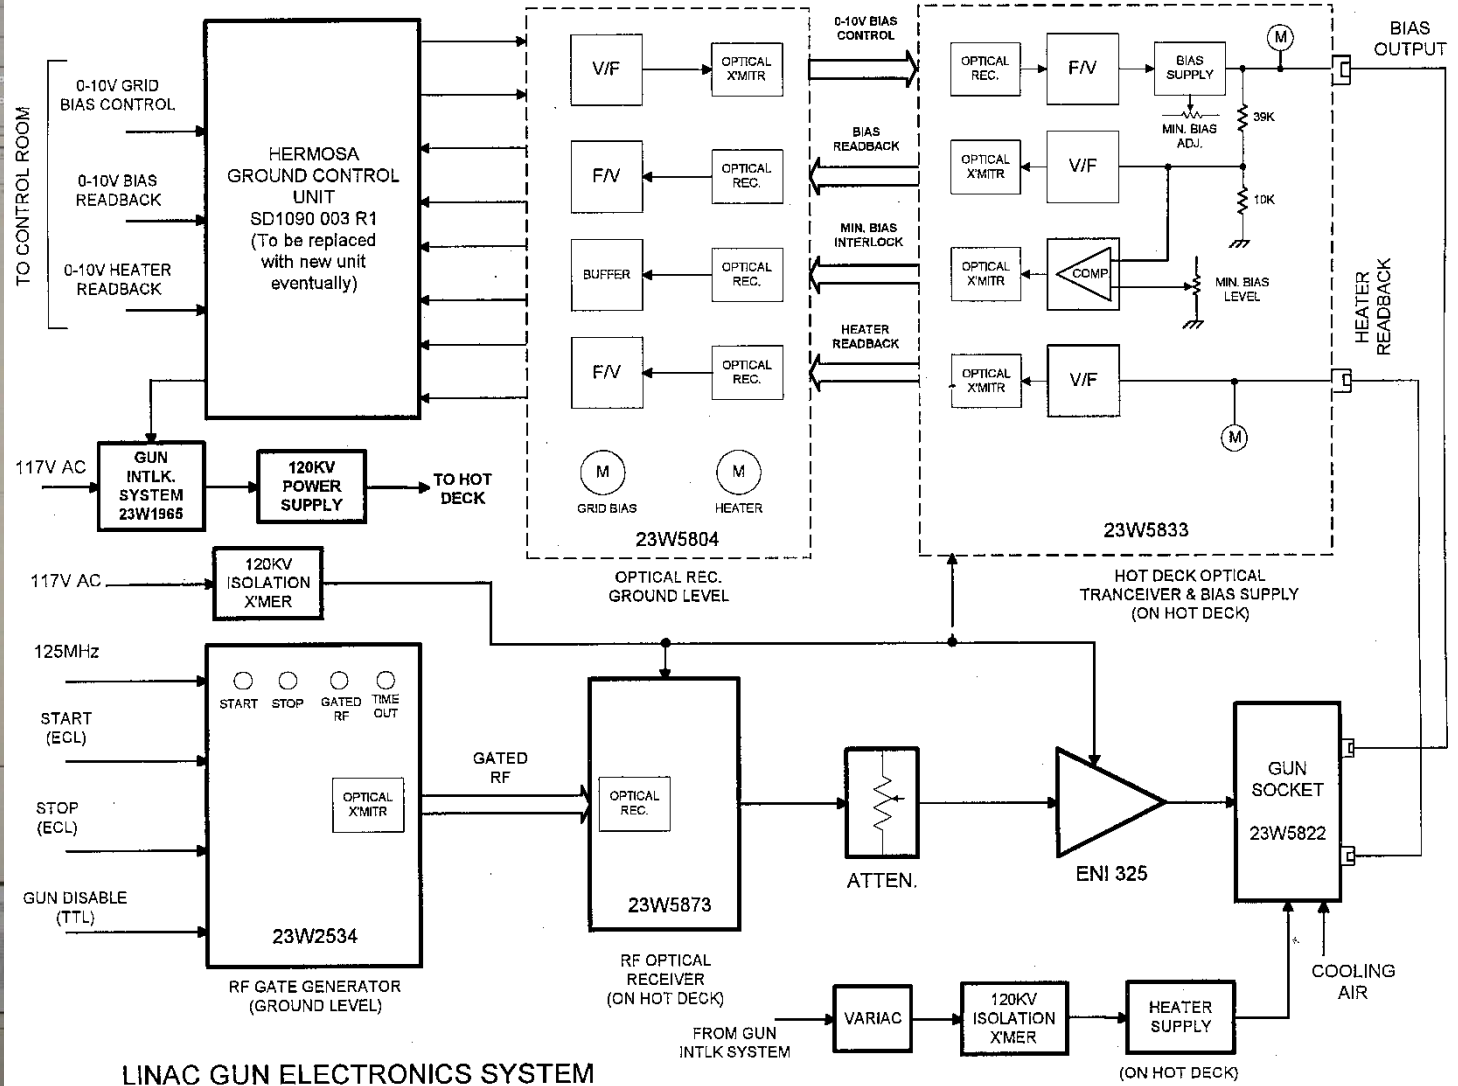 TO CONTROL ROOM
0-10V GRID
BIAS CONTROL
0-10V BIAS
READBACK
0-10V HEATER
READBACK
HERMOSA
GROUND CONTROL
UNIT
SD1090 003 R1
(To be replaced
with new unit
eventually)
V/F
OPTICAL
X'MITR
F/V
OPTICAL
REC.
BUFFER
OPTICAL
REC.
F/V
OPTICAL
REC.
M
GRID BIAS
M
HEATER
23W5804
OPTICAL REC.
GROUND LEVEL
0-10V BIAS
CONTROL
BIAS
READBACK
MIN. BIAS
INTERLOCK
HEATER
READBACK
OPTICAL
REC.
F/V
BIAS
SUPPLY
MIN. BIAS
ADJ.
M
39K
10K
OPTICAL
X'MITR
V/F
OPTICAL
X'MITR
COMP
MIN. BIAS
LEVEL
OPTICAL
X'MITR
V/F
M
23W5833
HOT DECK OPTICAL
TRANCEIVER & BIAS SUPPLY
(ON HOT DECK)
BIAS
OUTPUT
HEATER
READBACK
117V AC
GUN
INTLK.
SYSTEM
23W1965
120KV
POWER
SUPPLY
TO HOT
DECK
117V AC
120KV
ISOLATION
X'MER
125MHz
START
(ECL)
STOP
(ECL)
GUN DISABLE
(TTL)
START
STOP
GATED
RF
TIME
OUT
OPTICAL
X'MITR
23W2534
RF GATE GENERATOR
(GROUND LEVEL)
GATED
RF
OPTICAL
REC.
23W5873
RF OPTICAL
RECEIVER
(ON HOT DECK)
ATTEN.
ENI 325
GUN
SOCKET
23W5822
COOLING
AIR
FROM GUN
INTLK SYSTEM
VARIAC
120KV
ISOLATION
X'MER
HEATER
SUPPLY
(ON HOT DECK)
LINAC GUN ELECTRONICS SYSTEM